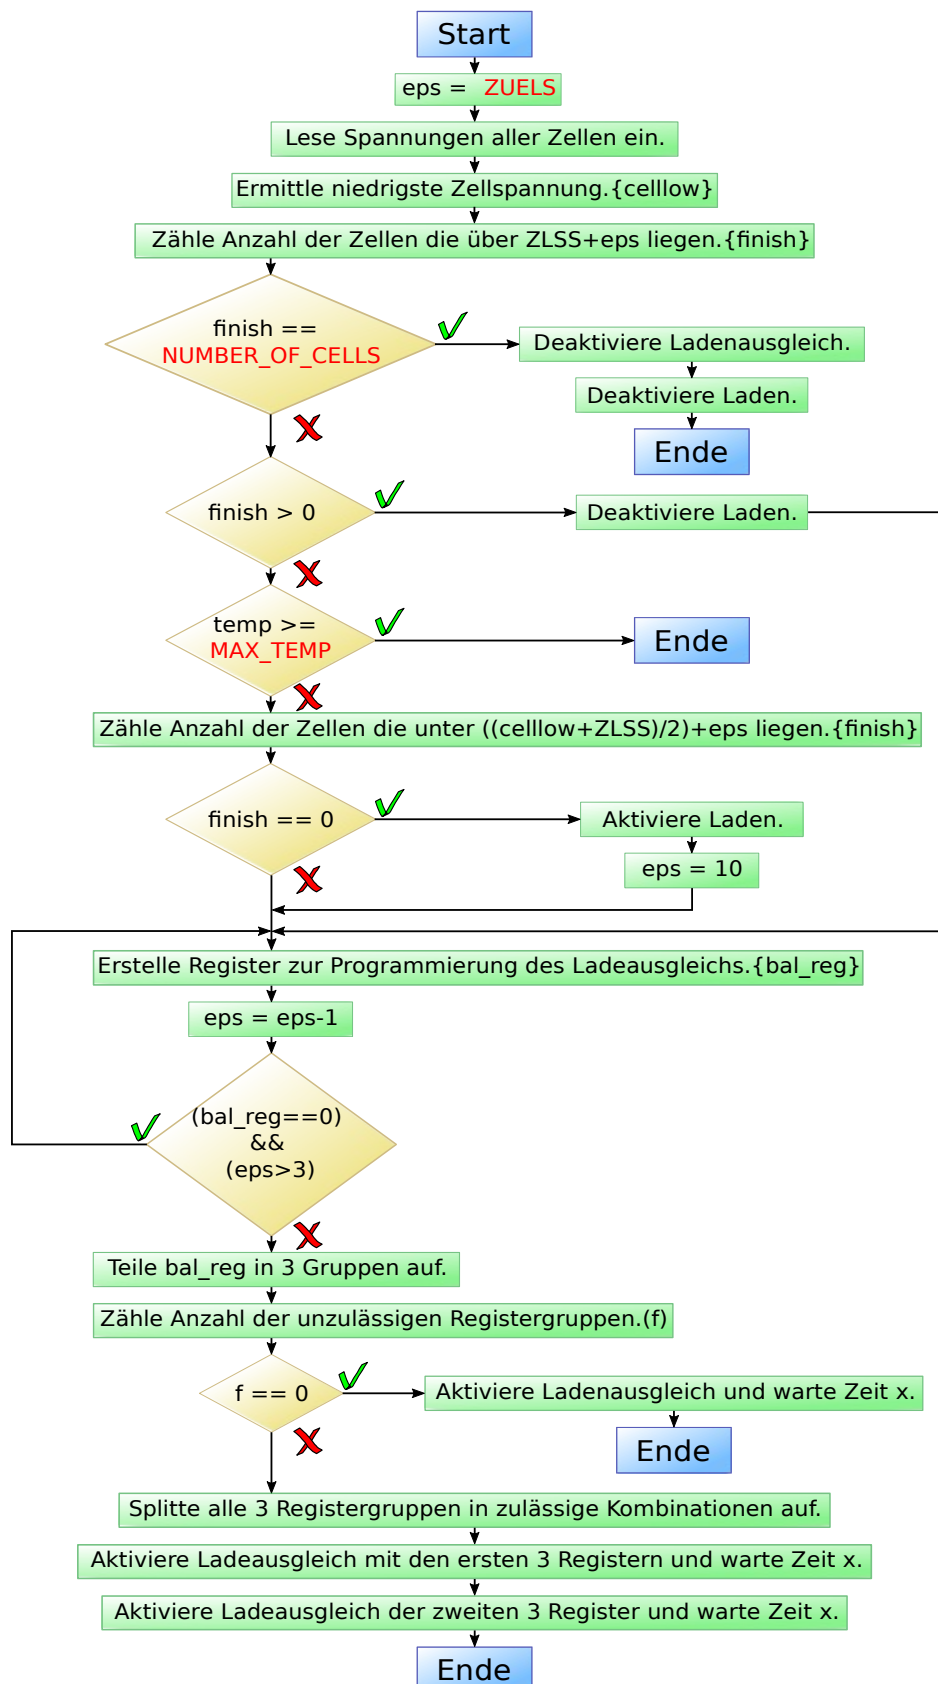 Start
eps = ZUELS
Lese Spannungen aller Zellen ein.
Ermittle niedrigste Zellspannung.{celllow}
Zähle Anzahl der Zellen die über ZLSS+eps liegen.{finish}
finish ==
NUMBER_OF_CELLS
Deaktiviere Ladenausgleich.
Deaktiviere Laden.
Ende
finish > 0
Deaktiviere Laden.
temp >=
MAX_TEMP
Ende
Zähle Anzahl der Zellen die unter ((celllow+ZLSS)/2)+eps liegen.{finish}
finish == 0
Aktiviere Laden.
eps = 10
Erstelle Register zur Programmierung des Ladeausgleichs.{bal_reg}
eps = eps-1
(bal_reg==0)
&&
(eps>3)
Teile bal_reg in 3 Gruppen auf.
Zähle Anzahl der unzulässigen Registergruppen.(f)
f == 0
Aktiviere Ladenausgleich und warte Zeit x.
Ende
Splitte alle 3 Registergruppen in zulässige Kombinationen auf.
Aktiviere Ladeausgleich mit den ersten 3 Registern und warte Zeit x.
Aktiviere Ladeausgleich der zweiten 3 Register und warte Zeit x.
Ende